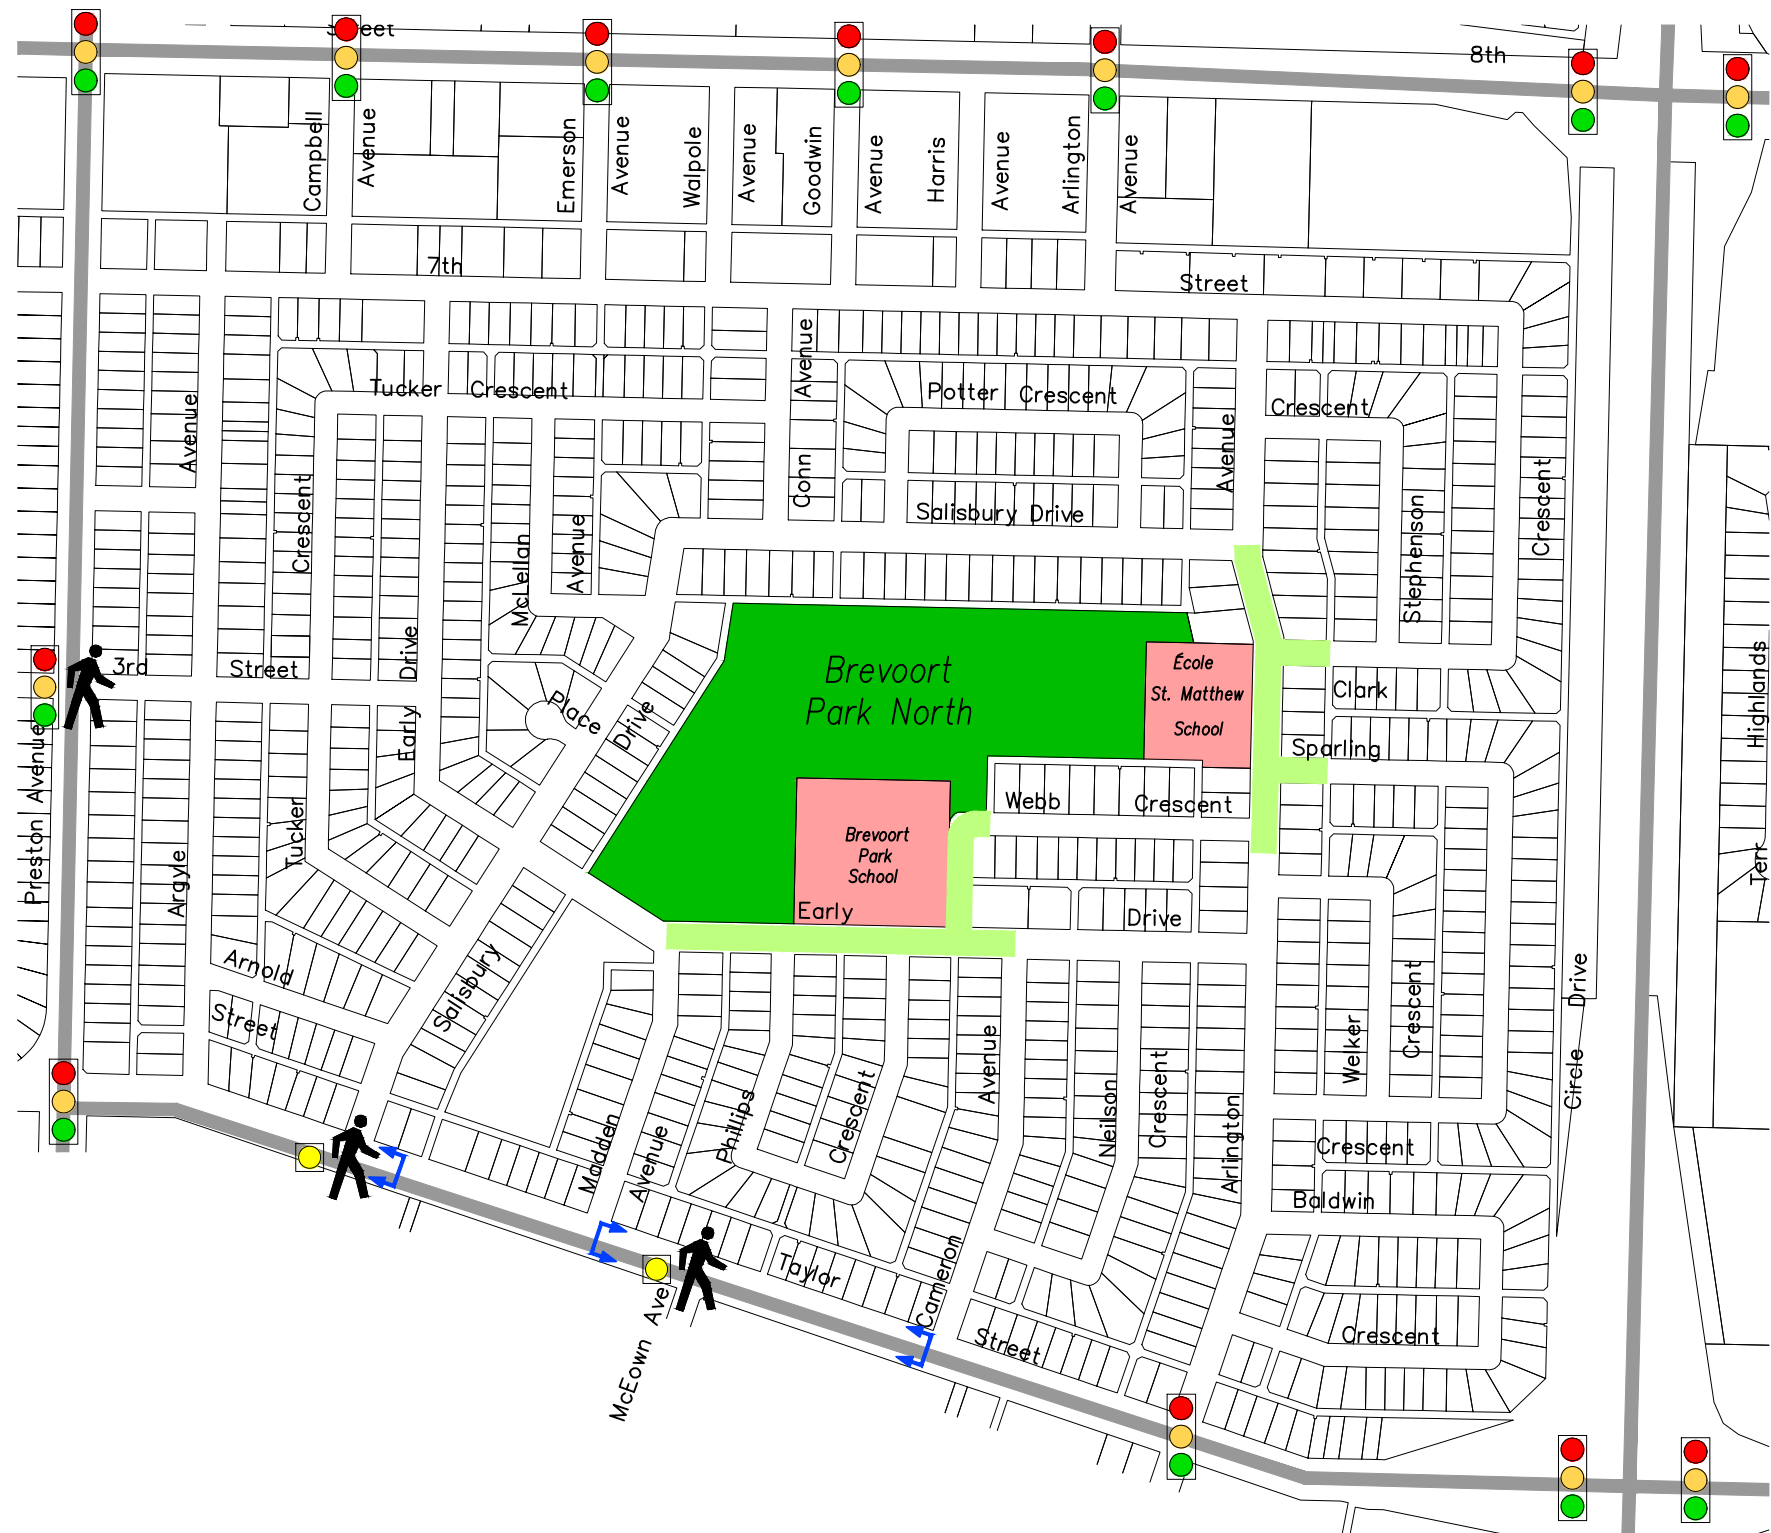 Street
8th
Campbell
Avenue
Emerson
Avenue
Walpole
Avenue
Goodwin
Avenue
Harris
Avenue
Arlington
Avenue
7th
Street
Tucker Crescent
Avenue
Conn
Potter Crescent
Crescent
Avenue
Avenue
Crescent
Salisbury Drive
Avenue
McLellan
Stephenson
Crescent
3rd
Street
Drive
Early
Place
Drive
Salisbury
Brevoort
Park North
École
St. Matthew
School
Clark
Sparling
Highlands
Terr
Preston Avenue
Argyle
Tucker
Webb
Crescent
Brevoort
Park
School
Early
Drive
Arnold
Street
Avenue
Crescent
Welker
Drive
Circle
Madden
Avenue
Phillips
Crescent
Neilson
Crescent
Arlington
Crescent
Baldwin
Crescent
Taylor
Street
Cameron
McEown Ave